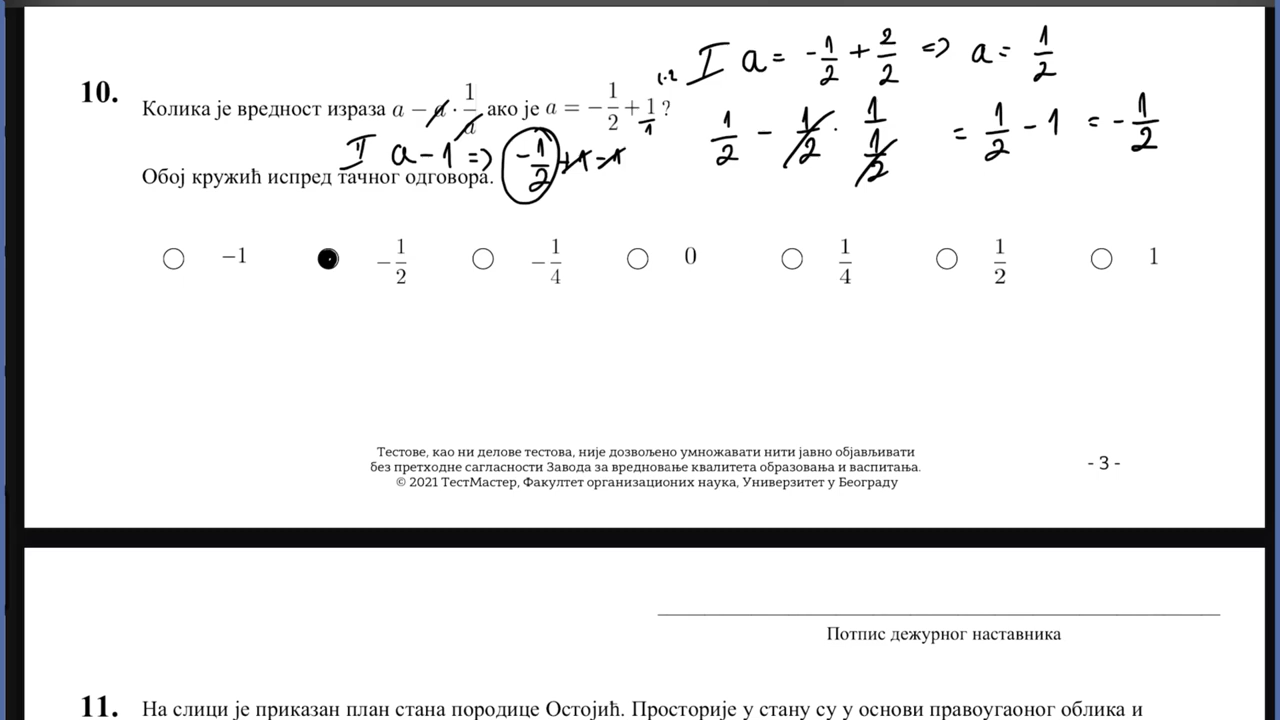 I a = -1/2 + 2/2 => a = 1/2
10. Колика је вредност израза a − a · 1/a ако је a = −1/2 + 1/1 ?
1/2 - 1/2 · 1/(1/2) = 1/2 - 1 = -1/2
I a - 1 => -1/2 + 1 - 1
Обој кружић испред тачног одговора.
−1 −1/2 −1/4 0 1/4 1/2 1
Тестове, као ни делове тестова, није дозвољено умножавати нити јавно објављивати
без претходне сагласности Завода за вредновање квалитета образовања и васпитања.
© 2021 ТестМастер, Факултет организационих наука, Универзитет у Београду
- 3 -
Потпис дежурног наставника
11. На слици је приказан план стана породице Остојић. Просторије у стану су у основи правоугаоног облика и